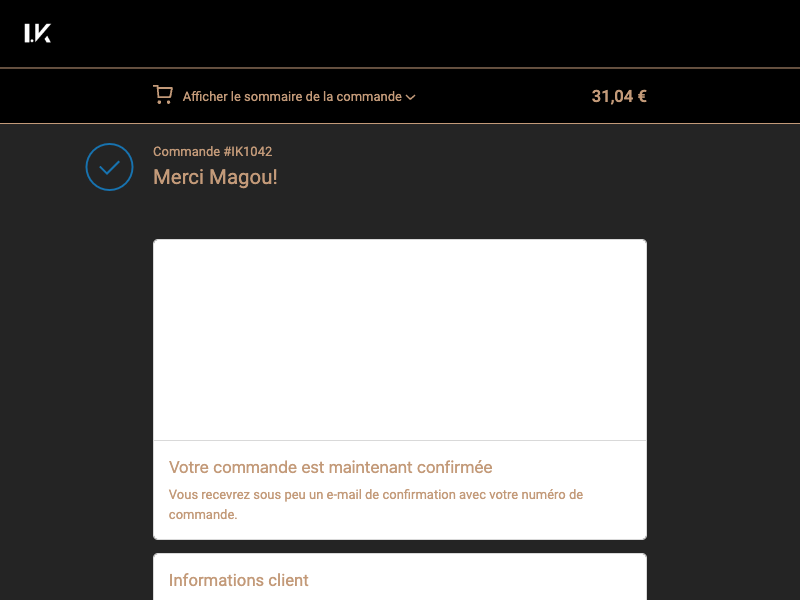 I.K
Afficher le sommaire de la commande
31,04 €
Commande #IK1042
Merci Magou!
Votre commande est maintenant confirmée
Vous recevrez sous peu un e-mail de confirmation avec votre numéro de
commande.
Informations client